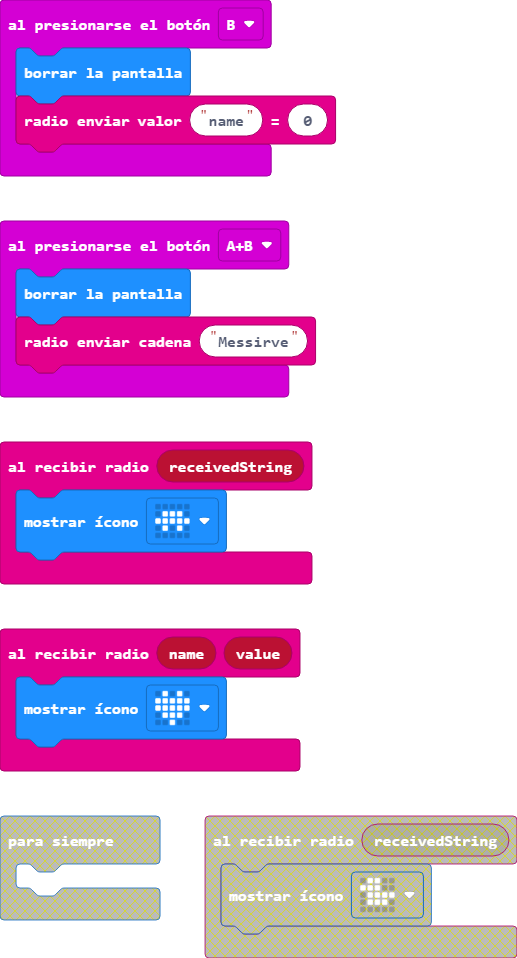 al presionarse el botón B
borrar la pantalla
radio enviar valor "name" = 0
al presionarse el botón A+B
borrar la pantalla
radio enviar cadena "Messirve"
al recibir radio receivedString
mostrar ícono
al recibir radio name value
mostrar ícono
para siempre
al recibir radio receivedString
mostrar ícono